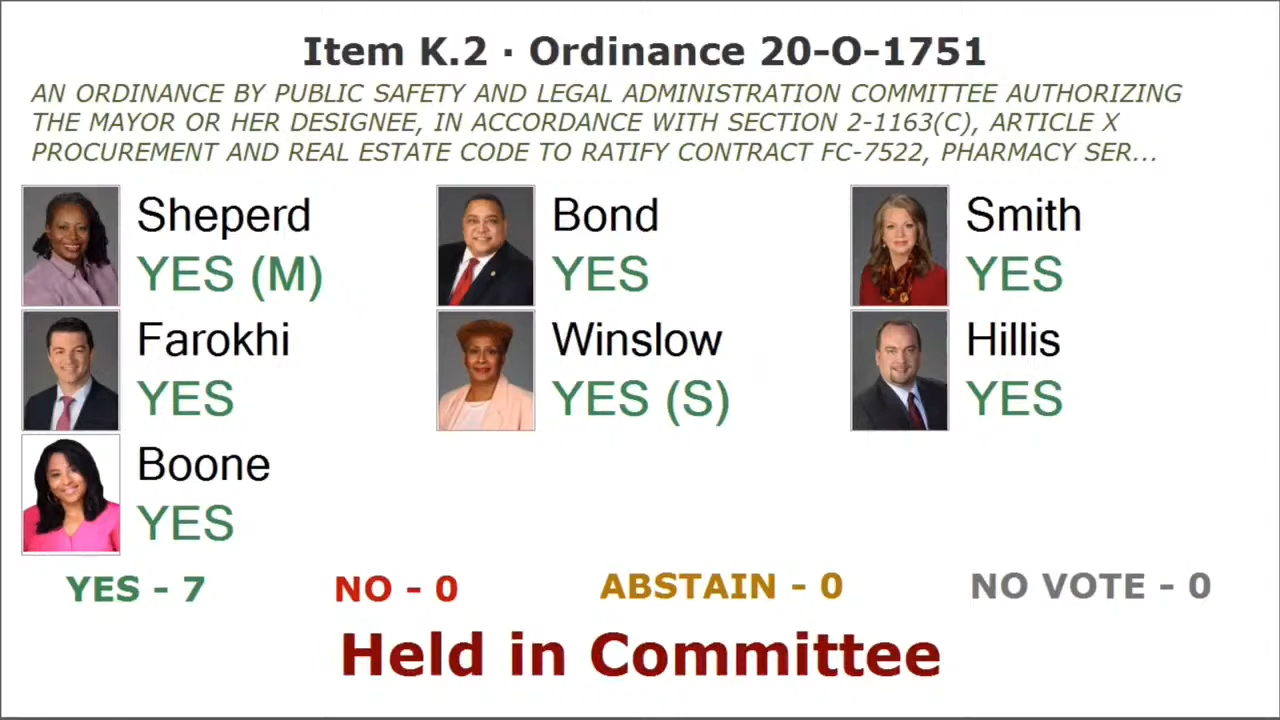 Item K.2 · Ordinance 20-O-1751
AN ORDINANCE BY PUBLIC SAFETY AND LEGAL ADMINISTRATION COMMITTEE AUTHORIZING
THE MAYOR OR HER DESIGNEE, IN ACCORDANCE WITH SECTION 2-1163(C), ARTICLE X
PROCUREMENT AND REAL ESTATE CODE TO RATIFY CONTRACT FC-7522, PHARMACY SER...
Sheperd
YES (M)
Bond
YES
Smith
YES
Farokhi
YES
Winslow
YES (S)
Hillis
YES
Boone
YES
YES - 7
NO - 0
ABSTAIN - 0
NO VOTE - 0
Held in Committee